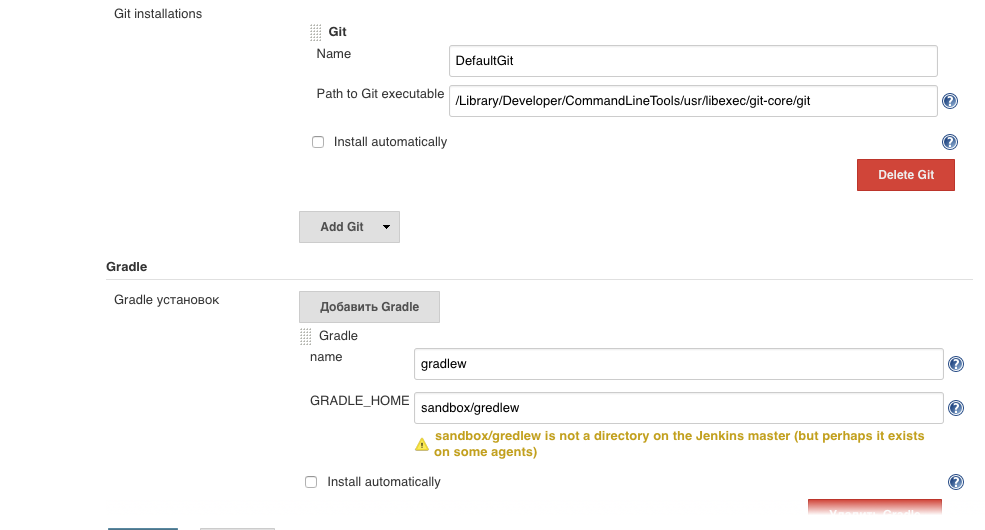 Git installations
Git
Name
DefaultGit
Path to Git executable
/Library/Developer/CommandLineTools/usr/libexec/git-core/git
Install automatically
Delete Git
Add Git
Gradle
Gradle установок
Добавить Gradle
Gradle
name
gradlew
GRADLE_HOME
sandbox/gredlew
sandbox/gredlew is not a directory on the Jenkins master (but perhaps it exists
on some agents)
Install automatically